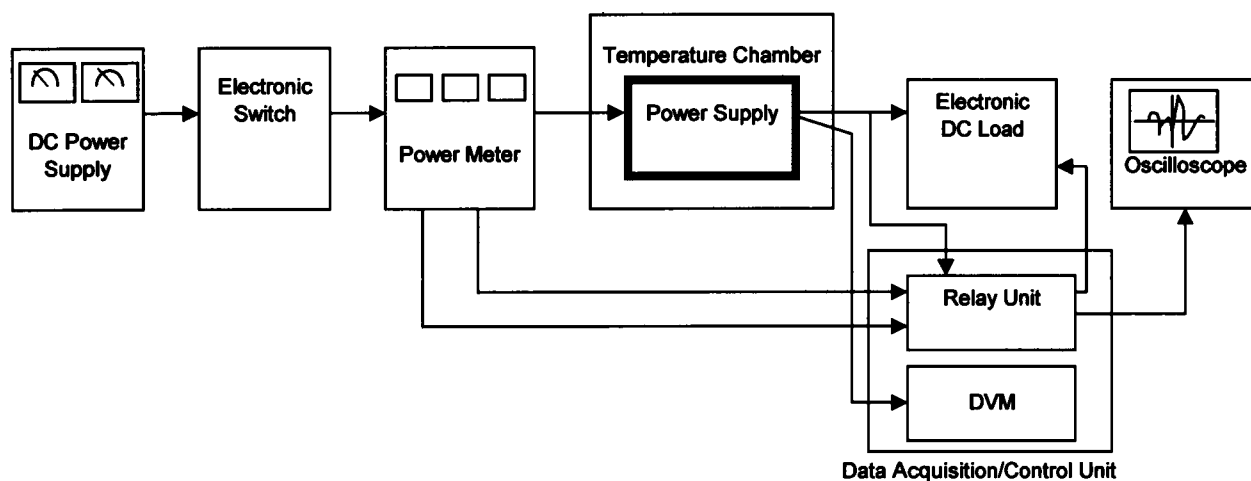 DC Power
Supply
Electronic
Switch
Power Meter
Temperature Chamber
Power Supply
Electronic
DC Load
Oscilloscope
Relay Unit
DVM
Data Acquisition/Control Unit